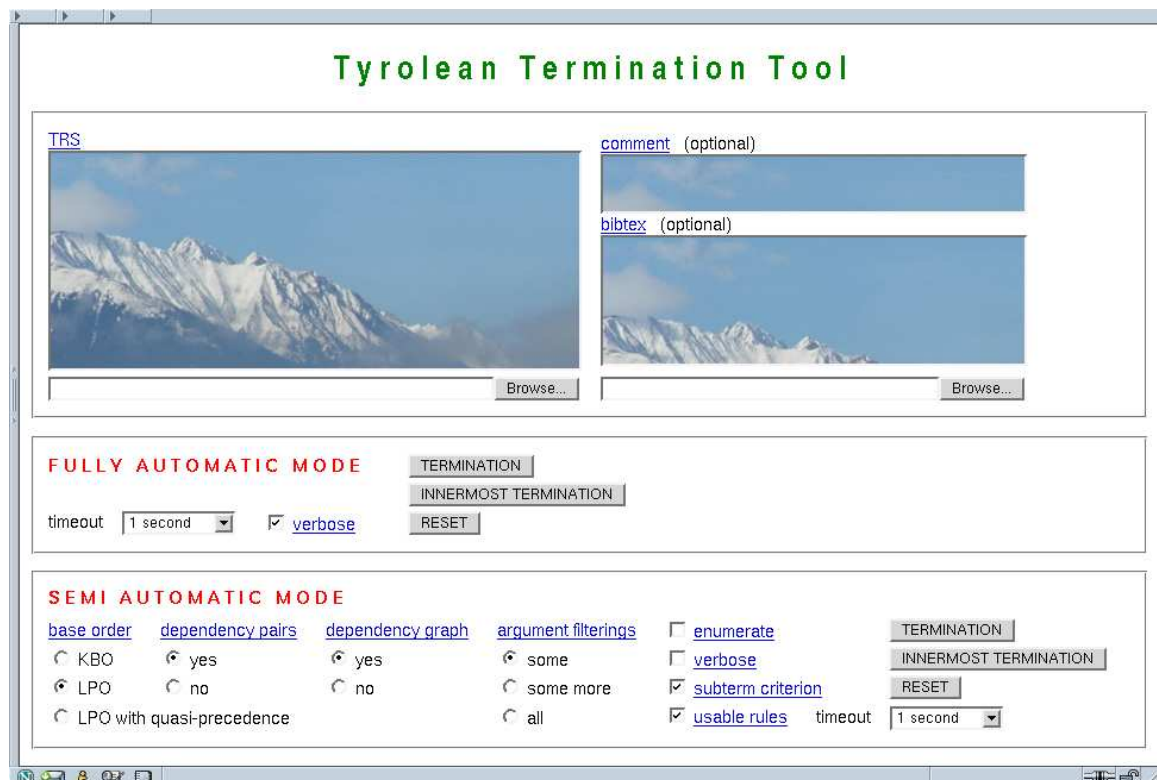 Tyrolean Termination Tool
TRS
comment (optional)
bibtex (optional)
Browse...
Browse...
FULLY AUTOMATIC MODE
TERMINATION
INNERMOST TERMINATION
timeout 1 second verbose RESET
SEMI AUTOMATIC MODE
base order dependency pairs dependency graph argument filterings enumerate TERMINATION
KBO yes yes some verbose INNERMOST TERMINATION
LPO no no some more subterm criterion RESET
LPO with quasi-precedence all usable rules timeout 1 second